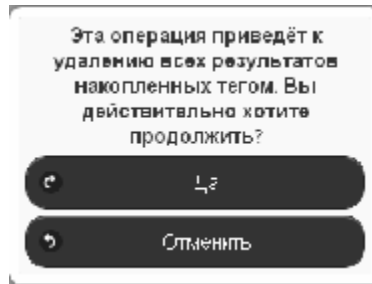 Эта операция приведёт к
удалению всех результатов
накопленных тегом. Вы
действительно хотите
продолжить?
Да
Отменить